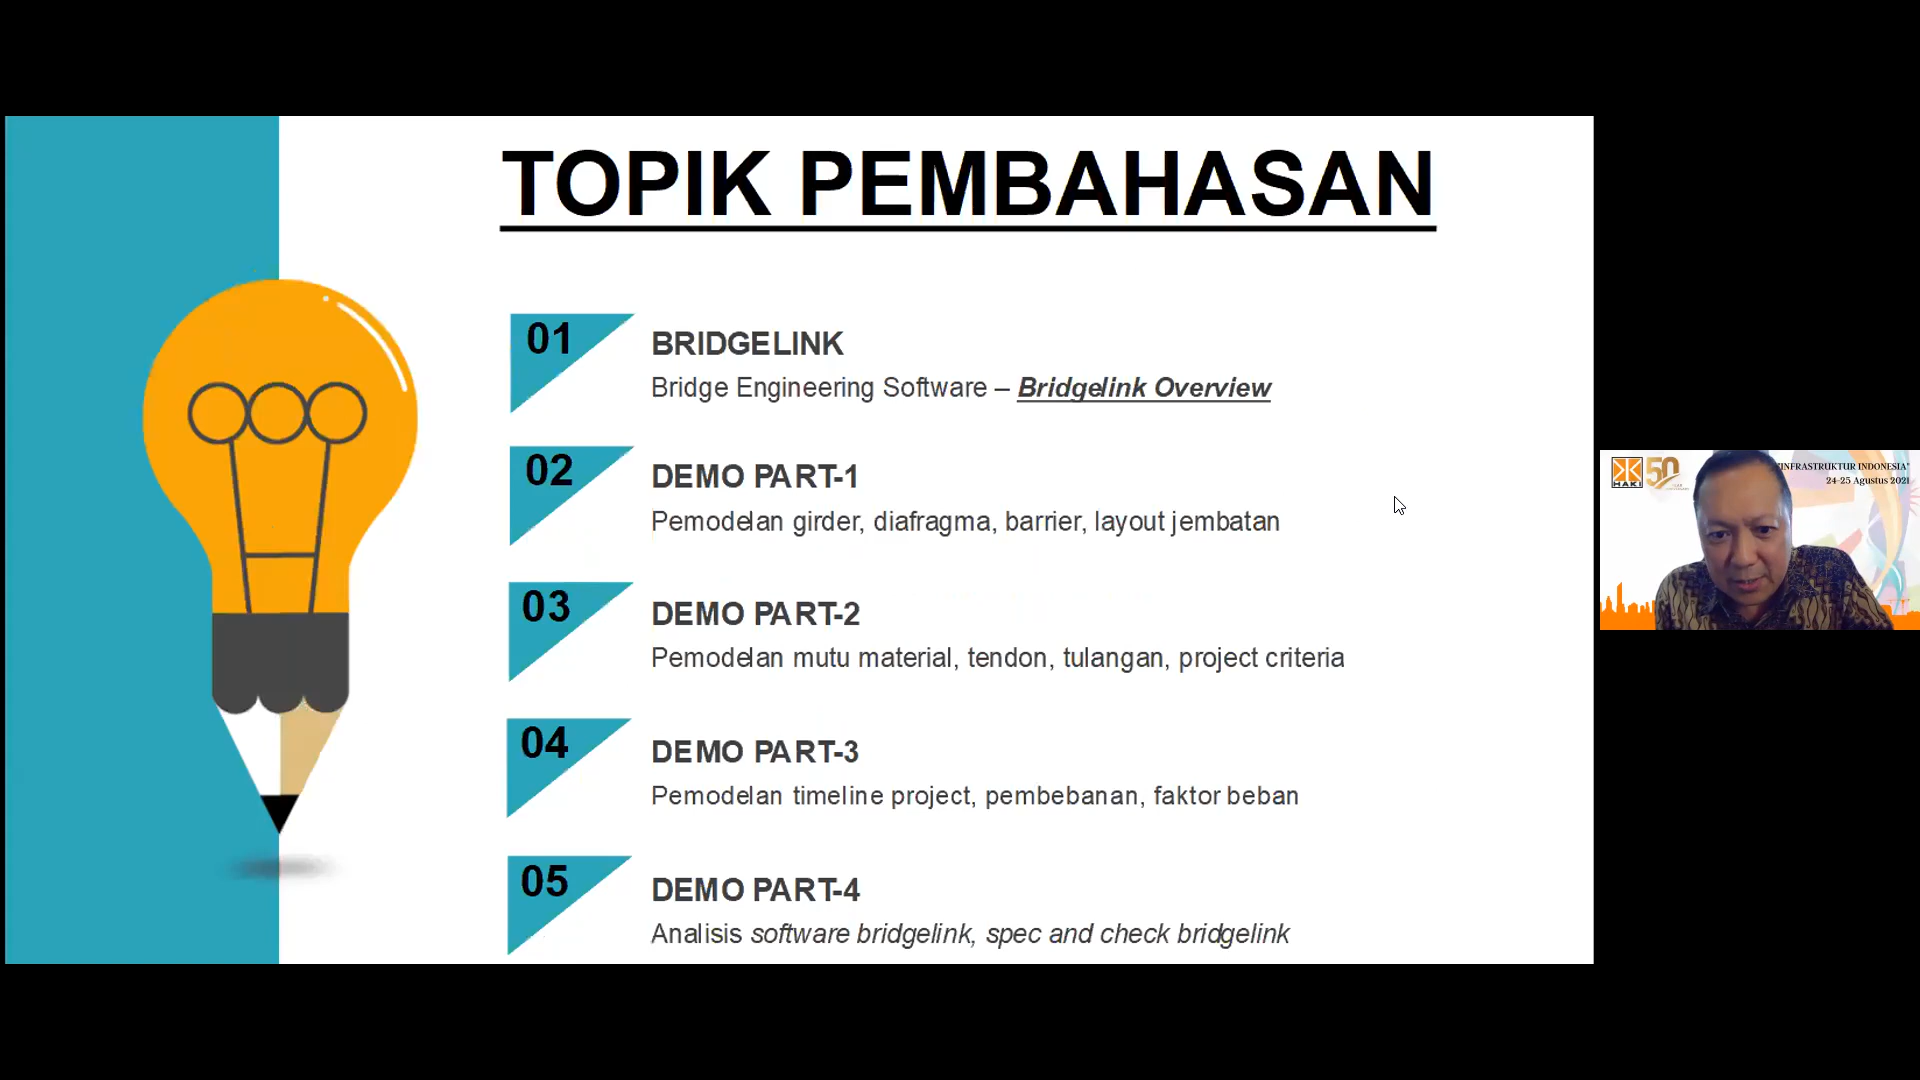 TOPIK PEMBAHASAN
01
BRIDGELINK
Bridge Engineering Software – Bridgelink Overview
02
DEMO PART-1
Pemodelan girder, diafragma, barrier, layout jembatan
03
DEMO PART-2
Pemodelan mutu material, tendon, tulangan, project criteria
04
DEMO PART-3
Pemodelan timeline project, pembebanan, faktor beban
05
DEMO PART-4
Analisis software bridgelink, spec and check bridgelink
HAKI
50
INFRASTRUKTUR INDONESIA"
24-25 Agustus 2021